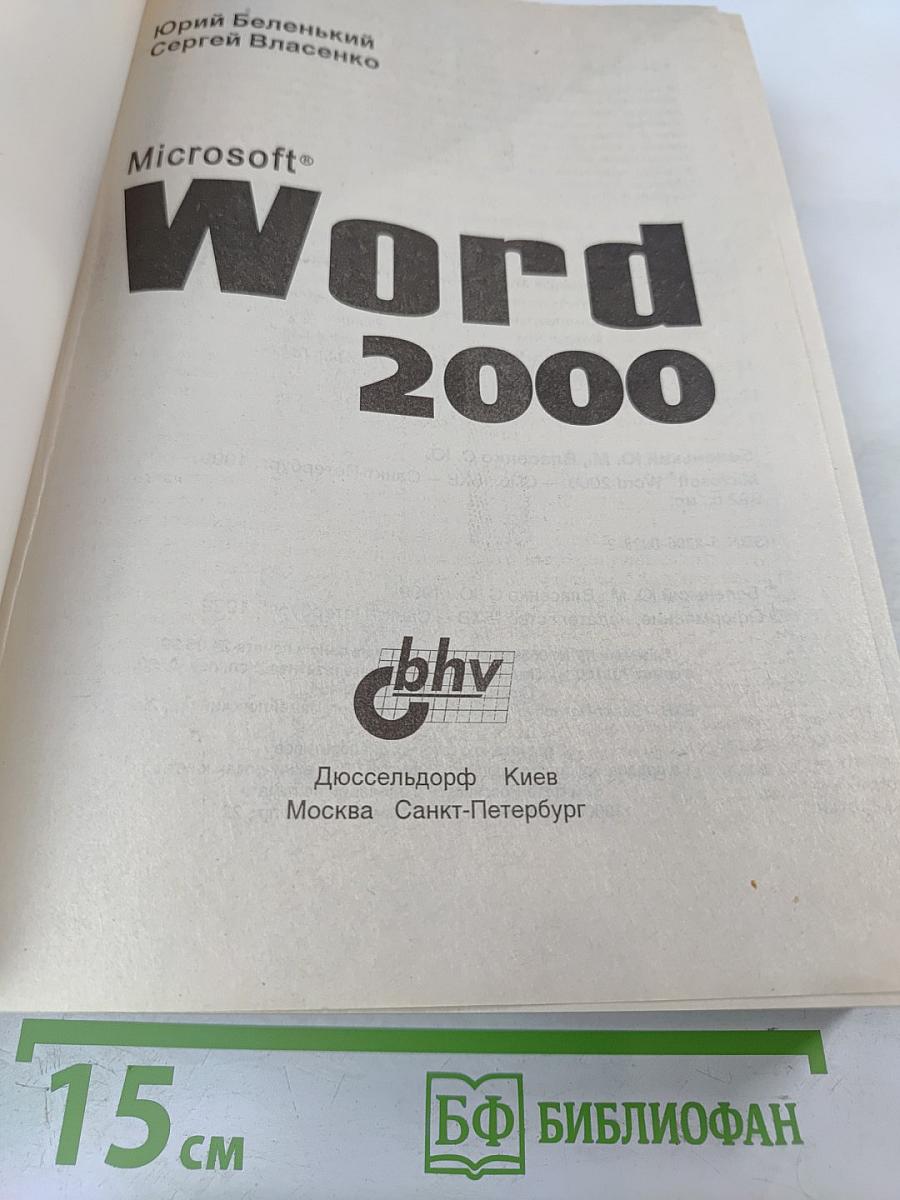 Юрий Беленький
Сергей Власенко
Microsoft®
Word
2000
bhv
Дюссельдорф Киев
Москва Санкт-Петербург
15 см
БФ БИБЛИОФАН